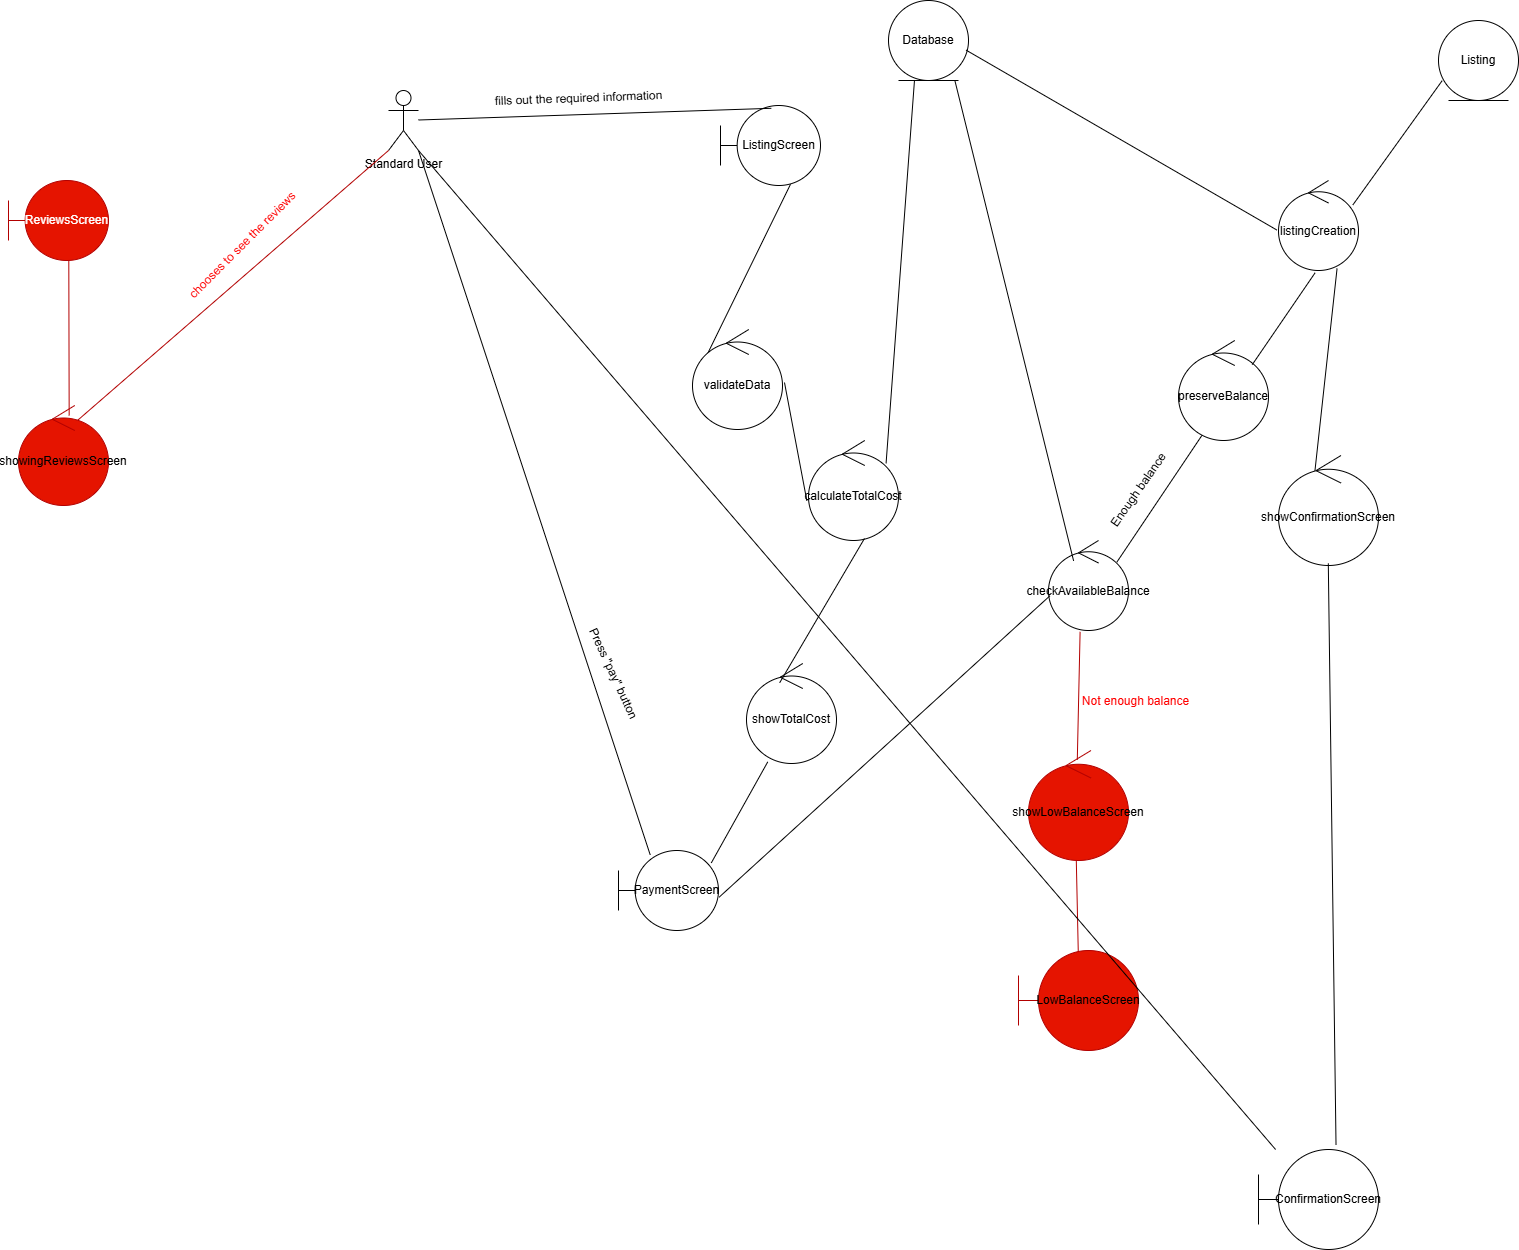 Database
Listing
fills out the required information
ListingScreen
Standard User
ReviewsScreen
chooses to see the reviews
listingCreation
validateData
preserveBalance
showingReviewsScreen
calculateTotalCost
Enough balance
showConfirmationScreen
checkAvailableBalance
Press "pay" button
Not enough balance
showTotalCost
showLowBalanceScreen
PaymentScreen
LowBalanceScreen
ConfirmationScreen